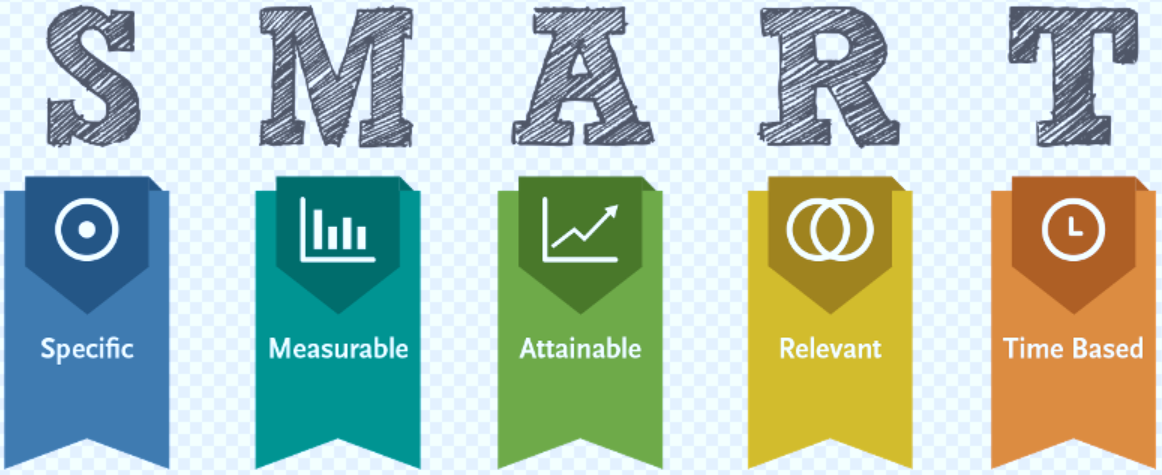 S M A R T
Specific Measurable Attainable Relevant Time Based